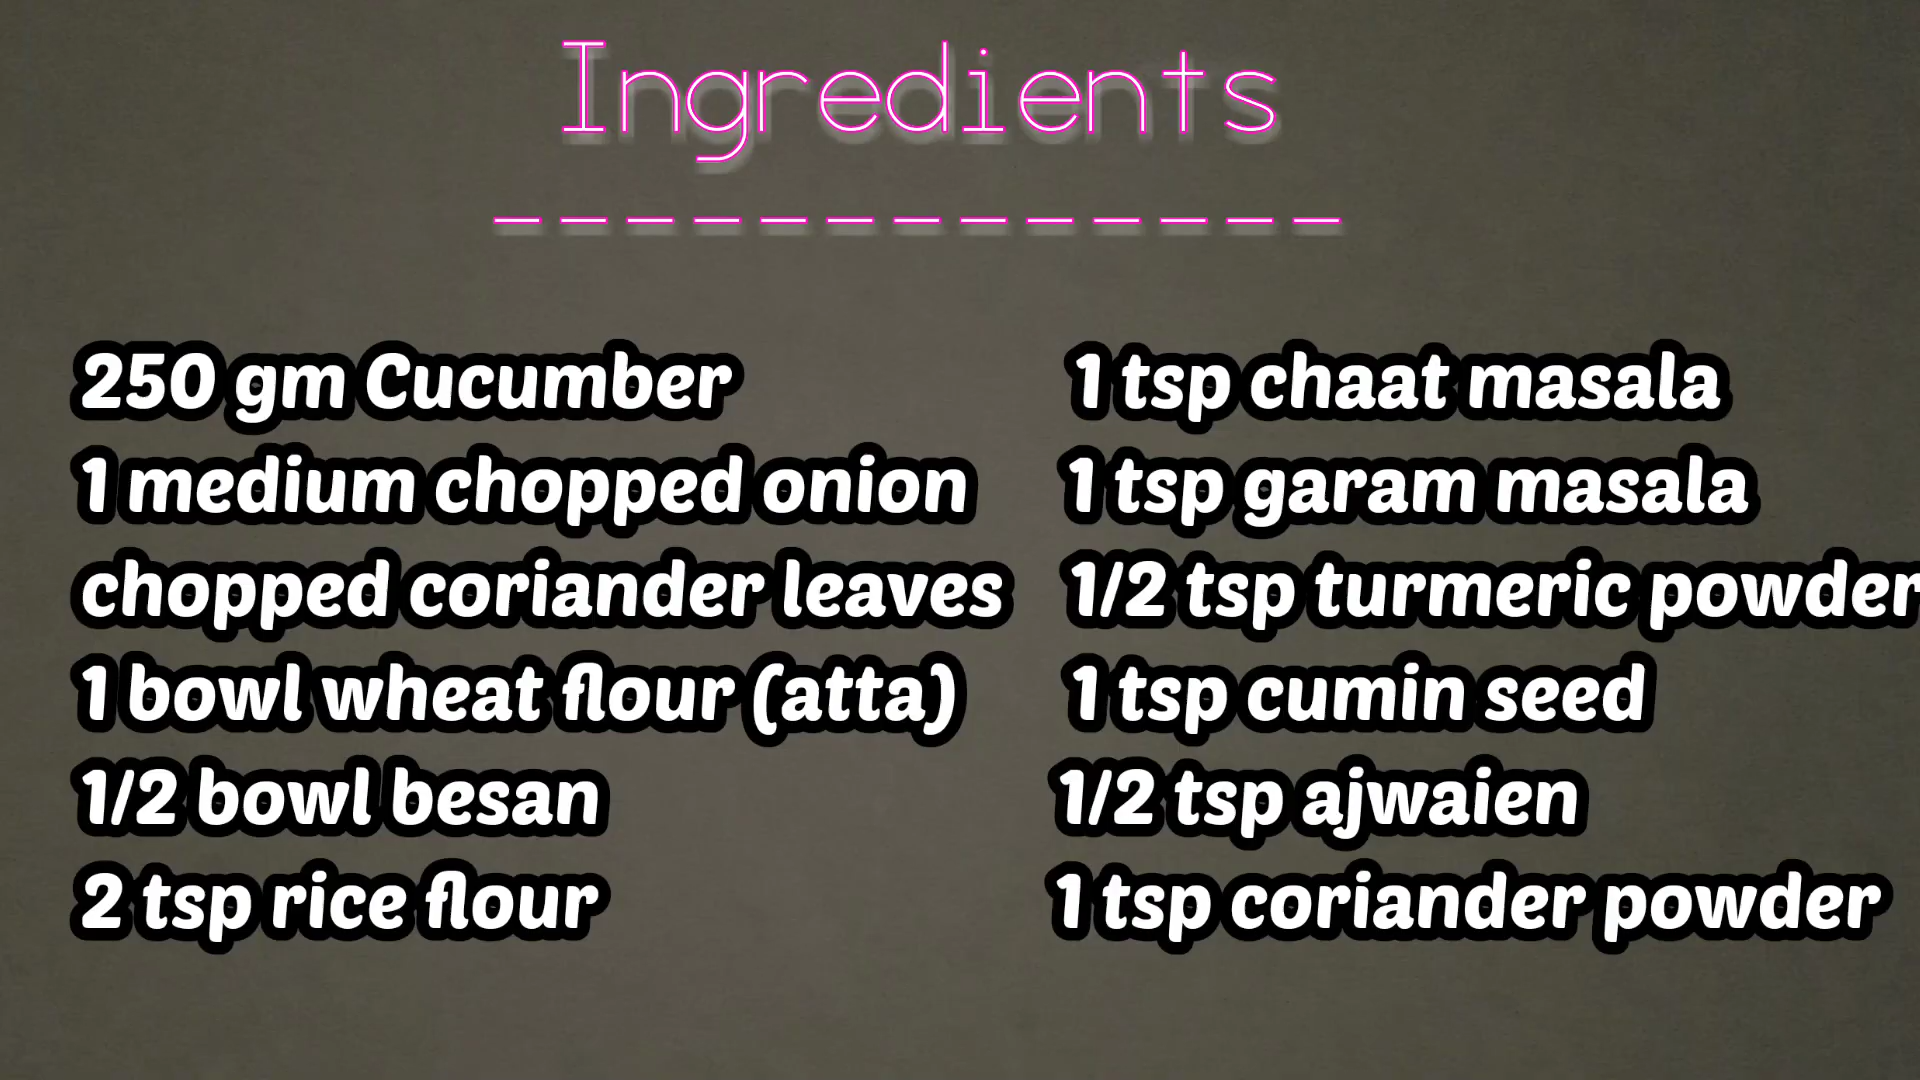 Ingredients
-------------
250 gm Cucumber
1 medium chopped onion
chopped coriander leaves
1 bowl wheat flour (atta)
1/2 bowl besan
2 tsp rice flour
1 tsp chaat masala
1 tsp garam masala
1/2 tsp turmeric powder
1 tsp cumin seed
1/2 tsp ajwaien
1 tsp coriander powder